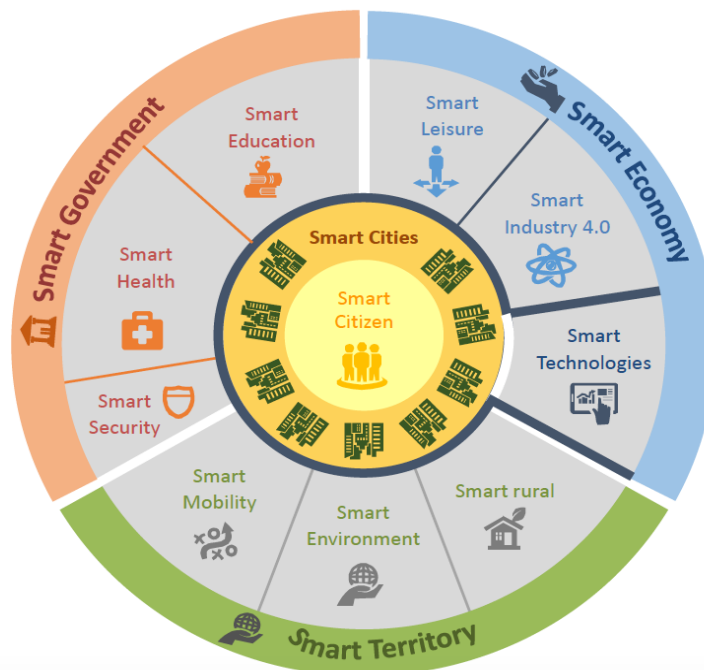 Smart Government
Smart Economy
Smart
Education
Smart
Leisure
Smart
Industry 4.0
Smart
Health
Smart Cities
Smart
Citizen
Smart
Technologies
Smart
Security
Smart
Mobility
Smart
Environment
Smart rural
Smart Territory